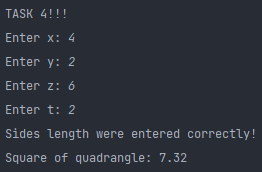 TASK 4!!!
Enter x: 4
Enter y: 2
Enter z: 6
Enter t: 2
Sides length were entered correctly!
Square of quadrangle: 7.32